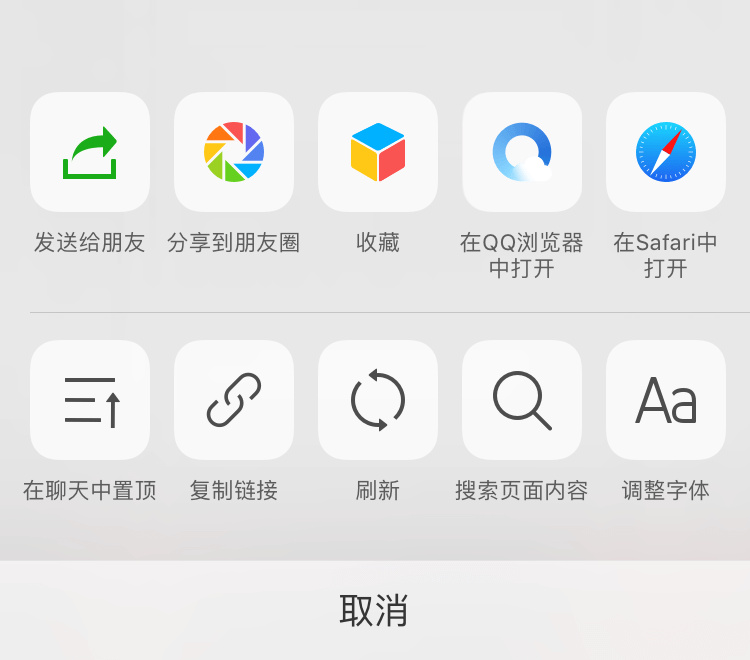 发送给朋友
分享到朋友圈
收藏
在QQ浏览器
中打开
在Safari中
打开
在聊天中置顶
复制链接
刷新
搜索页面内容
Aa
调整字体
取消